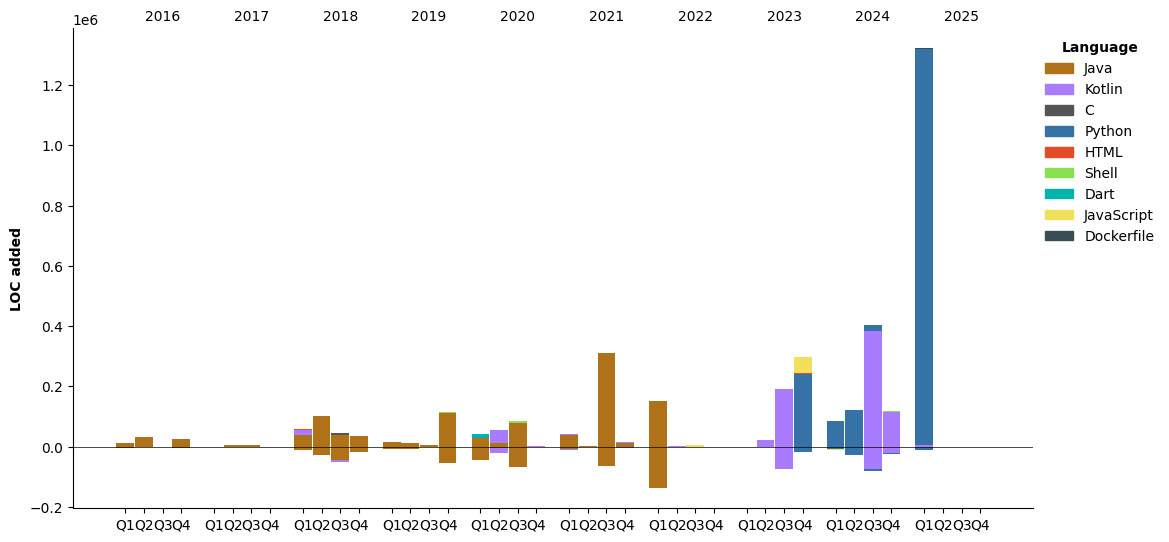 2016 2017 2018 2019 2020 2021 2022 2023 2024 2025
1e6
Language
Java
Kotlin
C
Python
HTML
Shell
Dart
JavaScript
Dockerfile
LOC added
1.2
1.0
0.8
0.6
0.4
0.2
0.0
−0.2
Q1Q2Q3Q4 Q1Q2Q3Q4 Q1Q2Q3Q4 Q1Q2Q3Q4 Q1Q2Q3Q4 Q1Q2Q3Q4 Q1Q2Q3Q4 Q1Q2Q3Q4 Q1Q2Q3Q4 Q1Q2Q3Q4